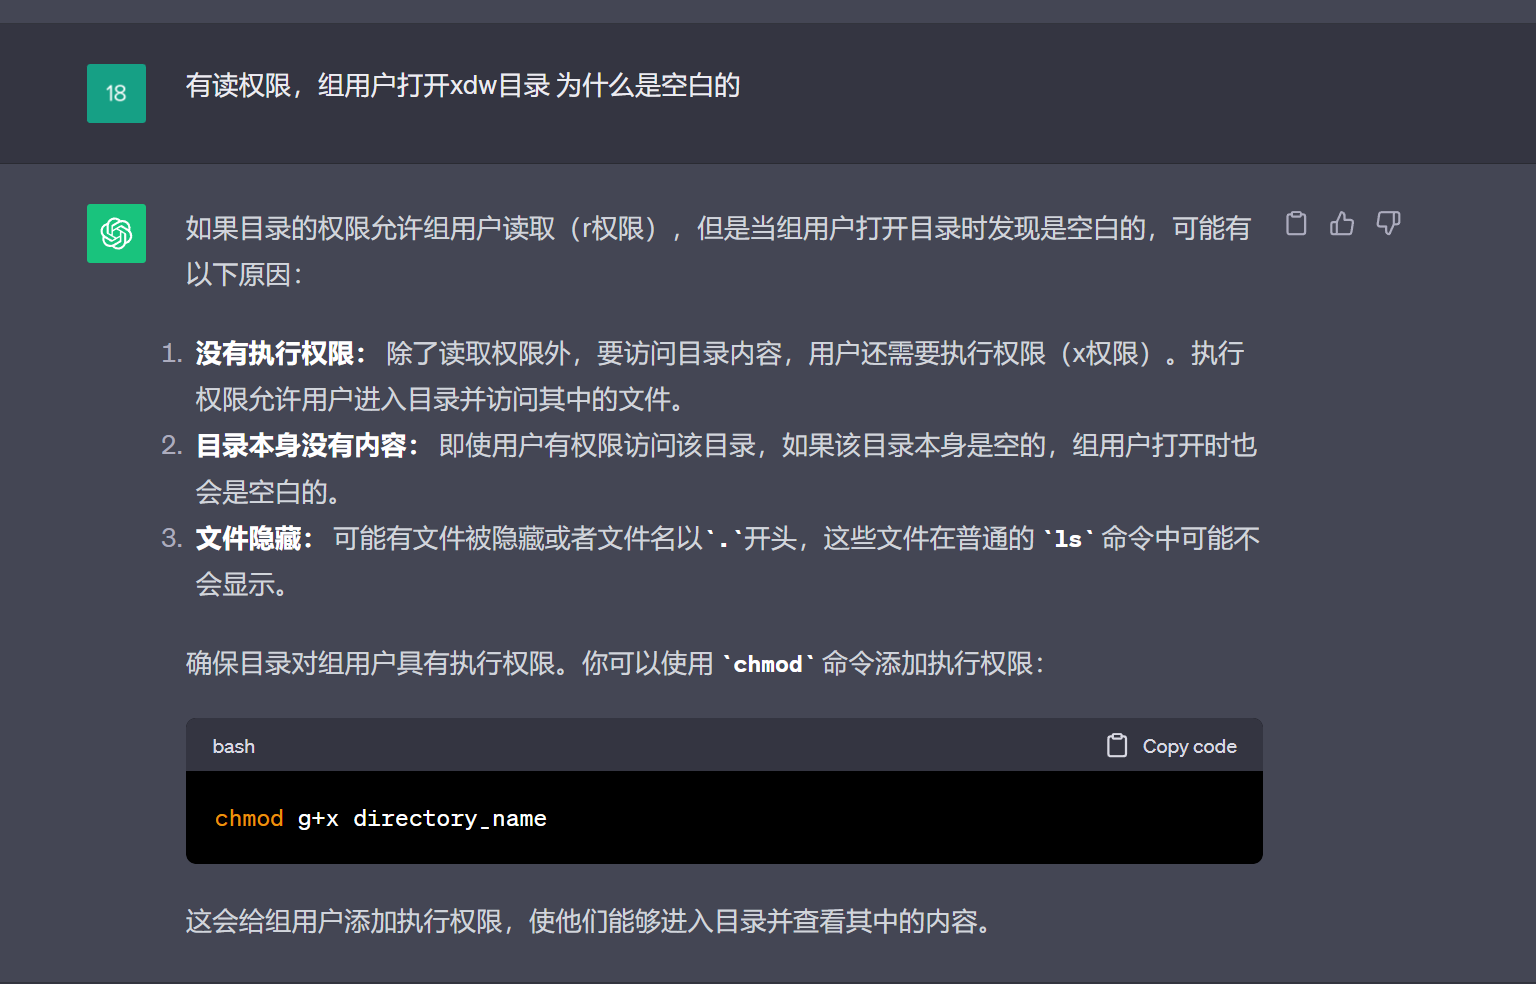 18
有读权限，组用户打开xdw目录 为什么是空白的
如果目录的权限允许组用户读取（r权限），但是当组用户打开目录时发现是空白的，可能有
以下原因：
1. 没有执行权限： 除了读取权限外，要访问目录内容，用户还需要执行权限（x权限）。执行
权限允许用户进入目录并访问其中的文件。
2. 目录本身没有内容： 即使用户有权限访问该目录，如果该目录本身是空的，组用户打开时也
会是空白的。
3. 文件隐藏： 可能有文件被隐藏或者文件名以`.`开头，这些文件在普通的 `ls` 命令中可能不
会显示。
确保目录对组用户具有执行权限。你可以使用 `chmod` 命令添加执行权限：
bash
Copy code
chmod g+x directory_name
这会给组用户添加执行权限，使他们能够进入目录并查看其中的内容。